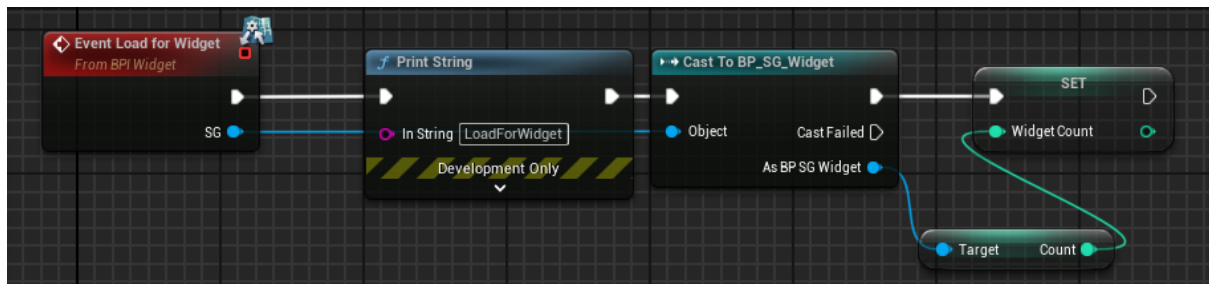 Event Load for Widget
From BPI Widget
SG
Print String
In String LoadForWidget
Development Only
Cast To BP_SG_Widget
Object Cast Failed
As BP SG Widget
SET
Widget Count
Target Count